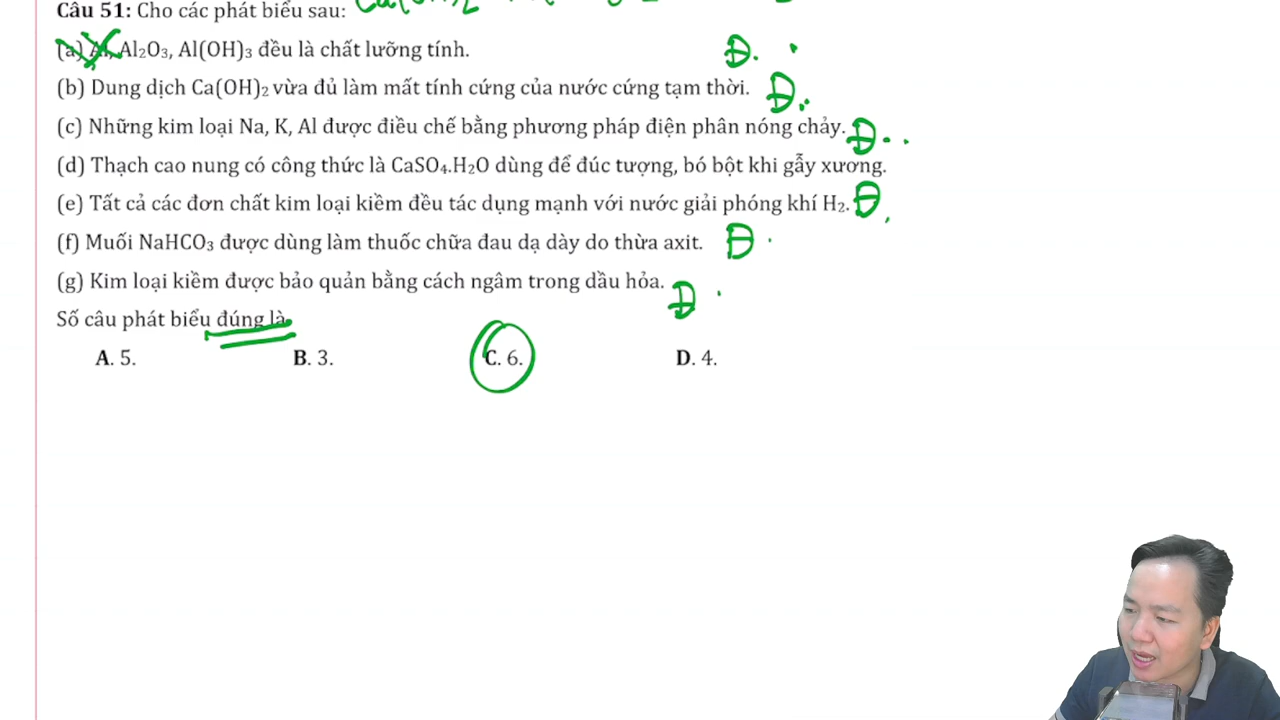 Câu 51: Cho các phát biểu sau:
(a) Al, Al₂O₃, Al(OH)₃ đều là chất lưỡng tính. Đ.
(b) Dung dịch Ca(OH)₂ vừa đủ làm mất tính cứng của nước cứng tạm thời. Đ.
(c) Những kim loại Na, K, Al được điều chế bằng phương pháp điện phân nóng chảy. Đ.
(d) Thạch cao nung có công thức là CaSO₄.H₂O dùng để đúc tượng, bó bột khi gẫy xương.
(e) Tất cả các đơn chất kim loại kiềm đều tác dụng mạnh với nước giải phóng khí H₂. Đ
(f) Muối NaHCO₃ được dùng làm thuốc chữa đau dạ dày do thừa axit. Đ
(g) Kim loại kiềm được bảo quản bằng cách ngâm trong dầu hỏa. Đ
Số câu phát biểu đúng là
A. 5. B. 3. C. 6. D. 4.